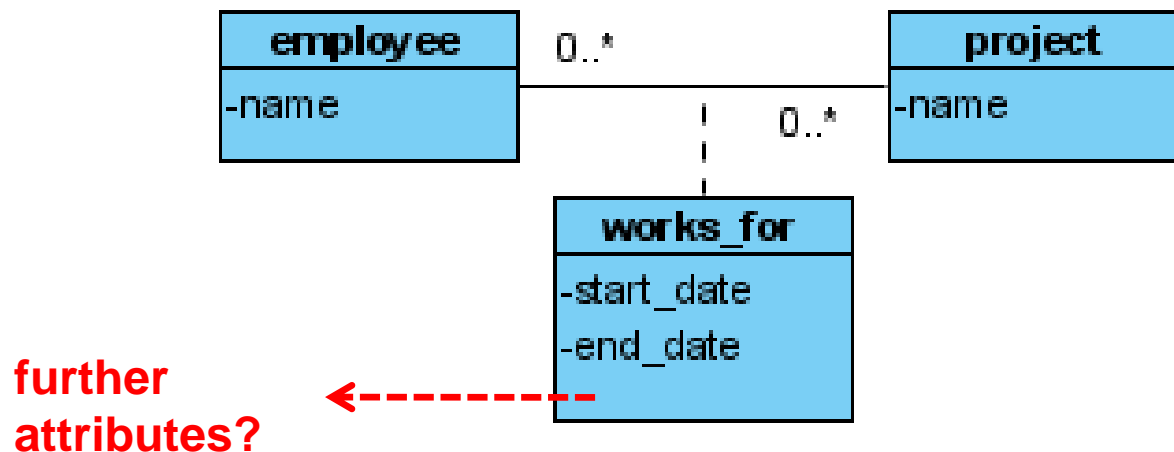 employee
0..*
project
-name
0..*
-name
works_for
-start_date
-end_date
further
attributes?